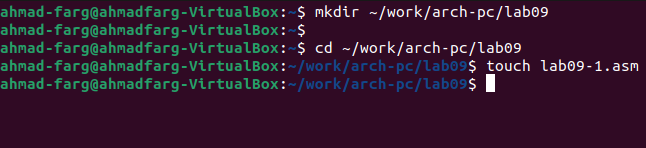 ahmad-farg@ahmadfarg-VirtualBox:~$ mkdir ~/work/arch-pc/lab09
ahmad-farg@ahmadfarg-VirtualBox:~$
ahmad-farg@ahmadfarg-VirtualBox:~$ cd ~/work/arch-pc/lab09
ahmad-farg@ahmadfarg-VirtualBox:~/work/arch-pc/lab09$ touch lab09-1.asm
ahmad-farg@ahmadfarg-VirtualBox:~/work/arch-pc/lab09$